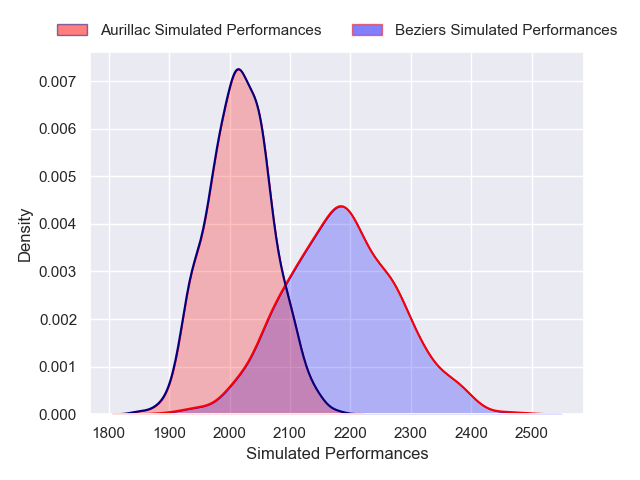 Aurillac Simulated Performances Beziers Simulated Performances
0.007
0.006
0.005
0.004
0.003
0.002
0.001
0.000
Density
1800 1900 2000 2100 2200 2300 2400 2500
Simulated Performances